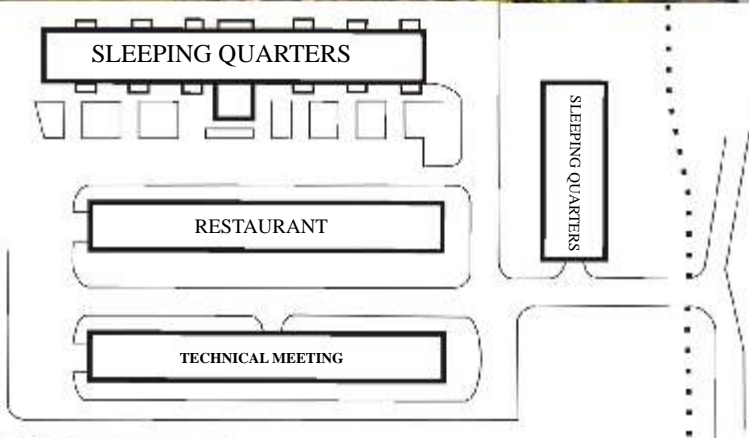 SLEEPING QUARTERS
SLEEPING QUARTERS
RESTAURANT
TECHNICAL MEETING